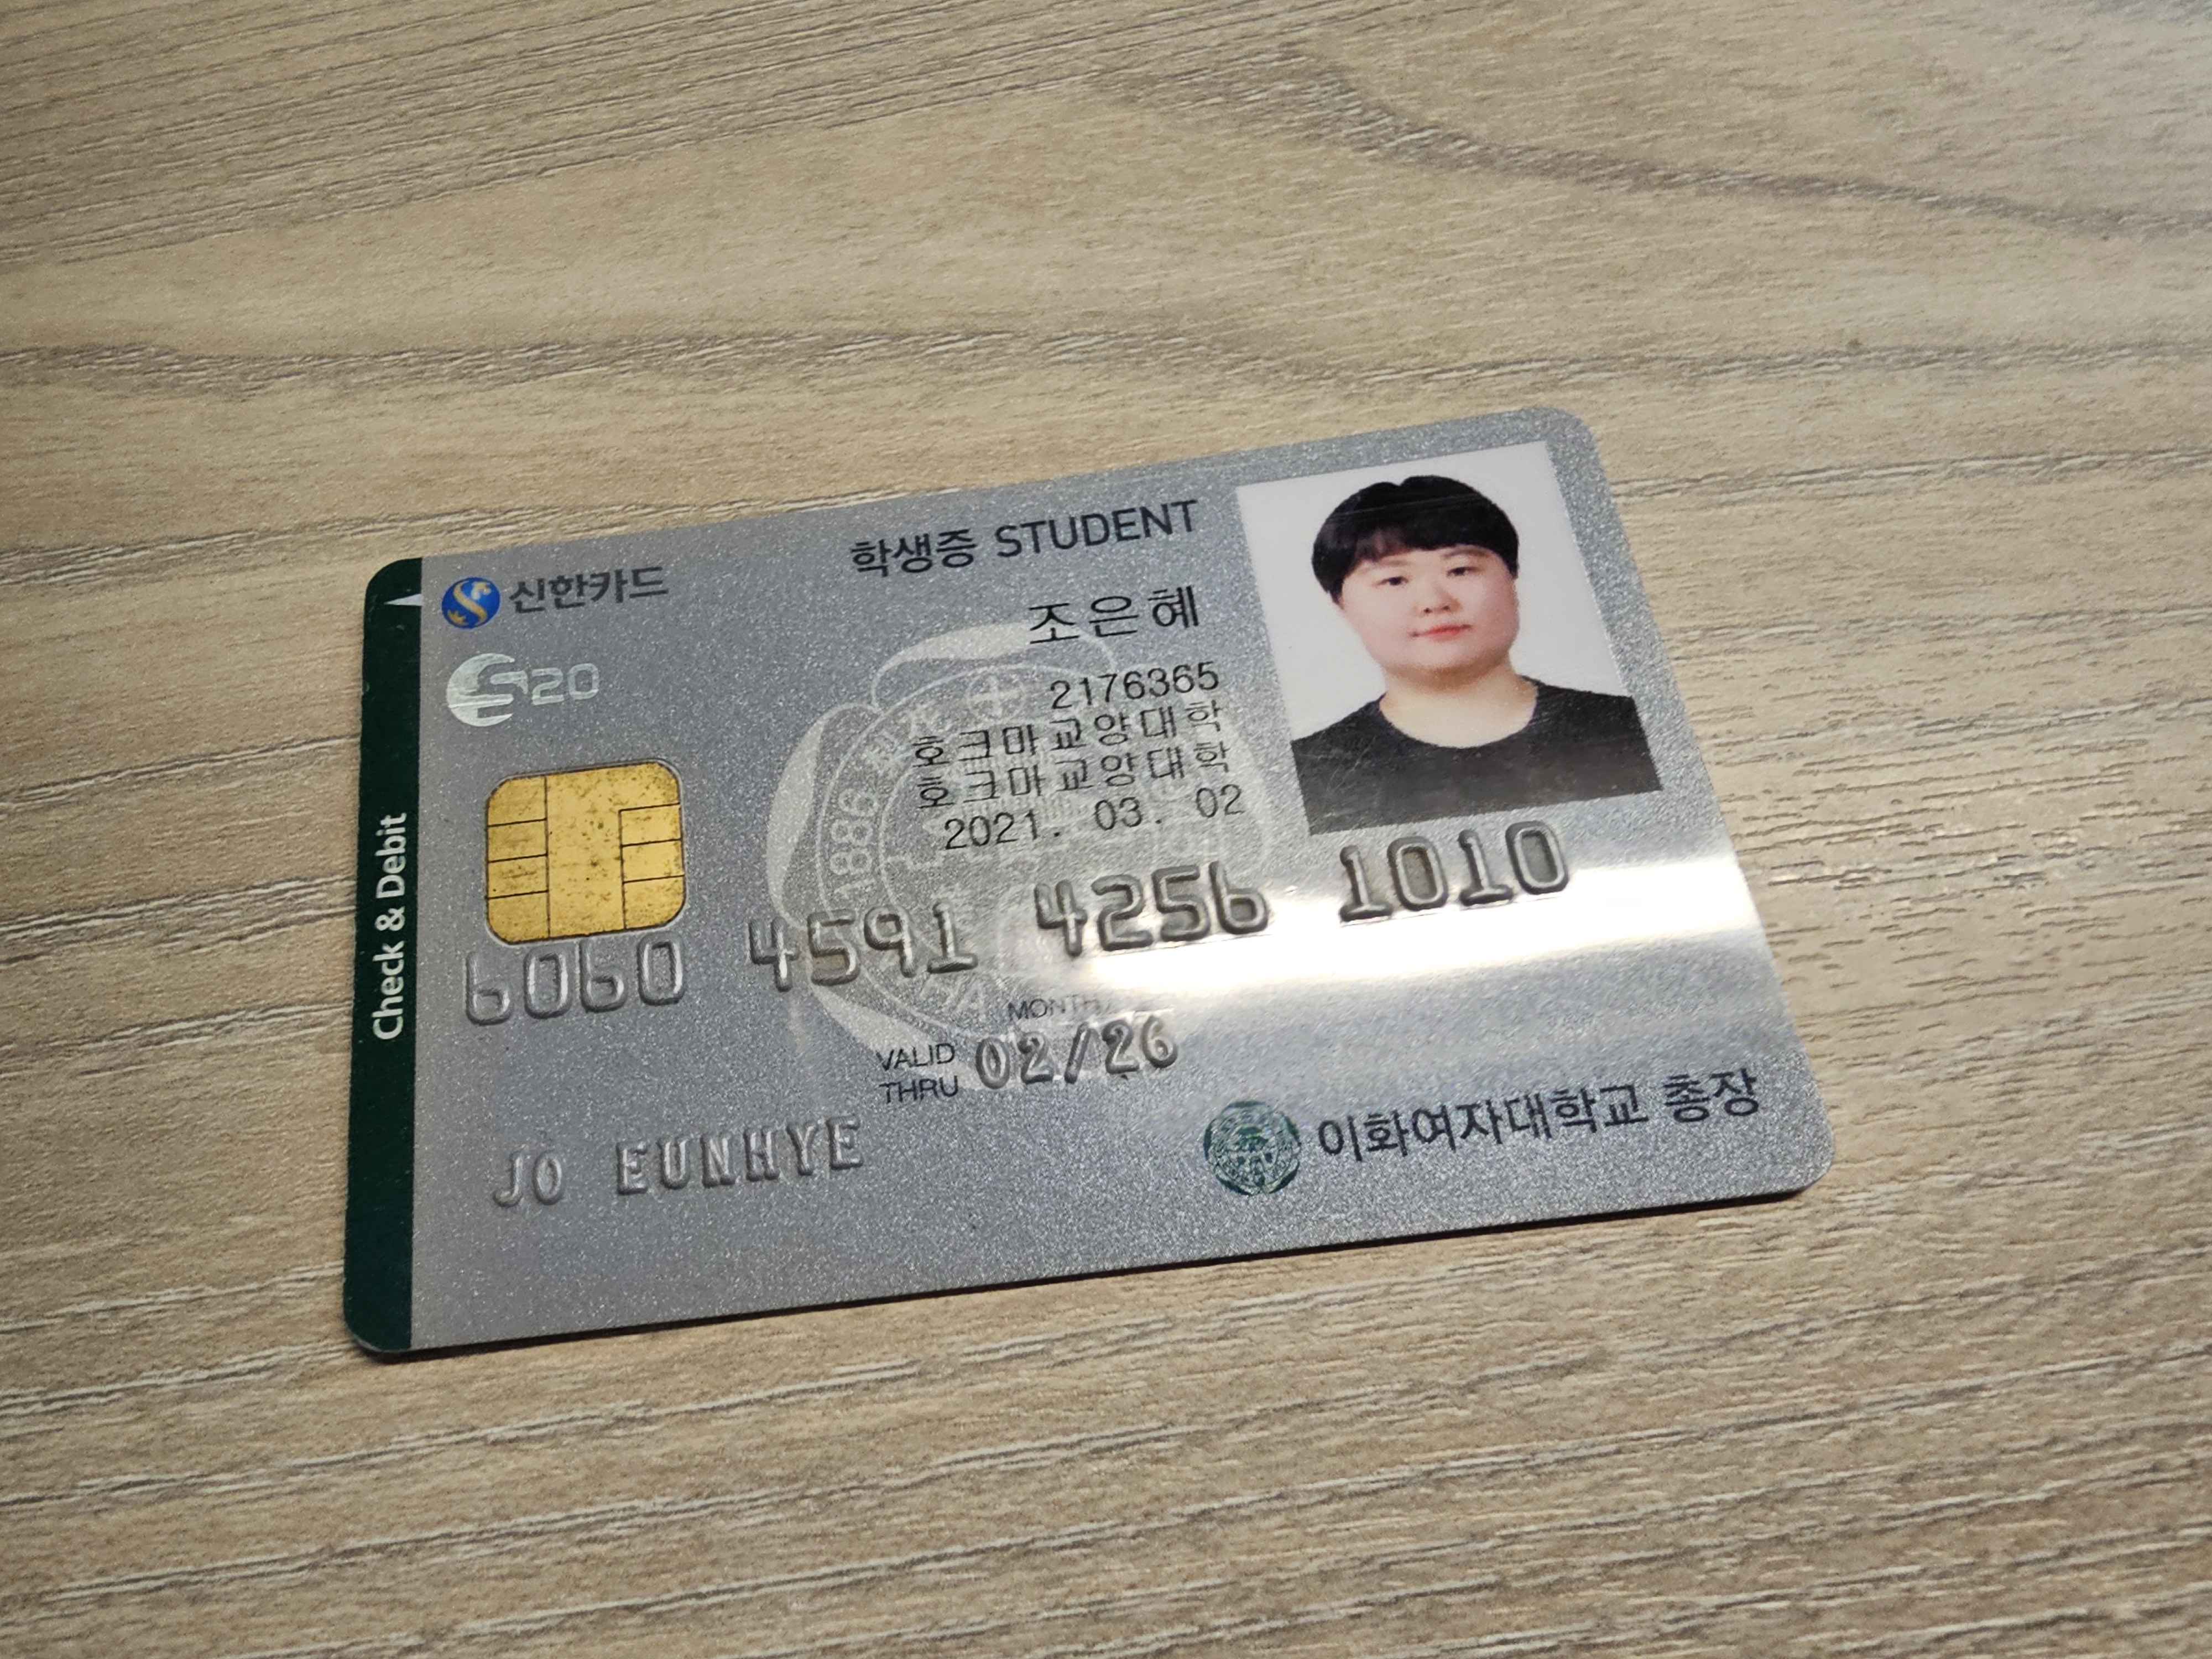 신한카드
S20
학생증 STUDENT
조은혜
2176365
호크마교양대학
호크마교양대학
2021. 03. 02
1886
Check & Debit
6060 4591 4256 1010
MONTH/
VALID THRU 02/26
JO EUNHYE
이화여자대학교 총장